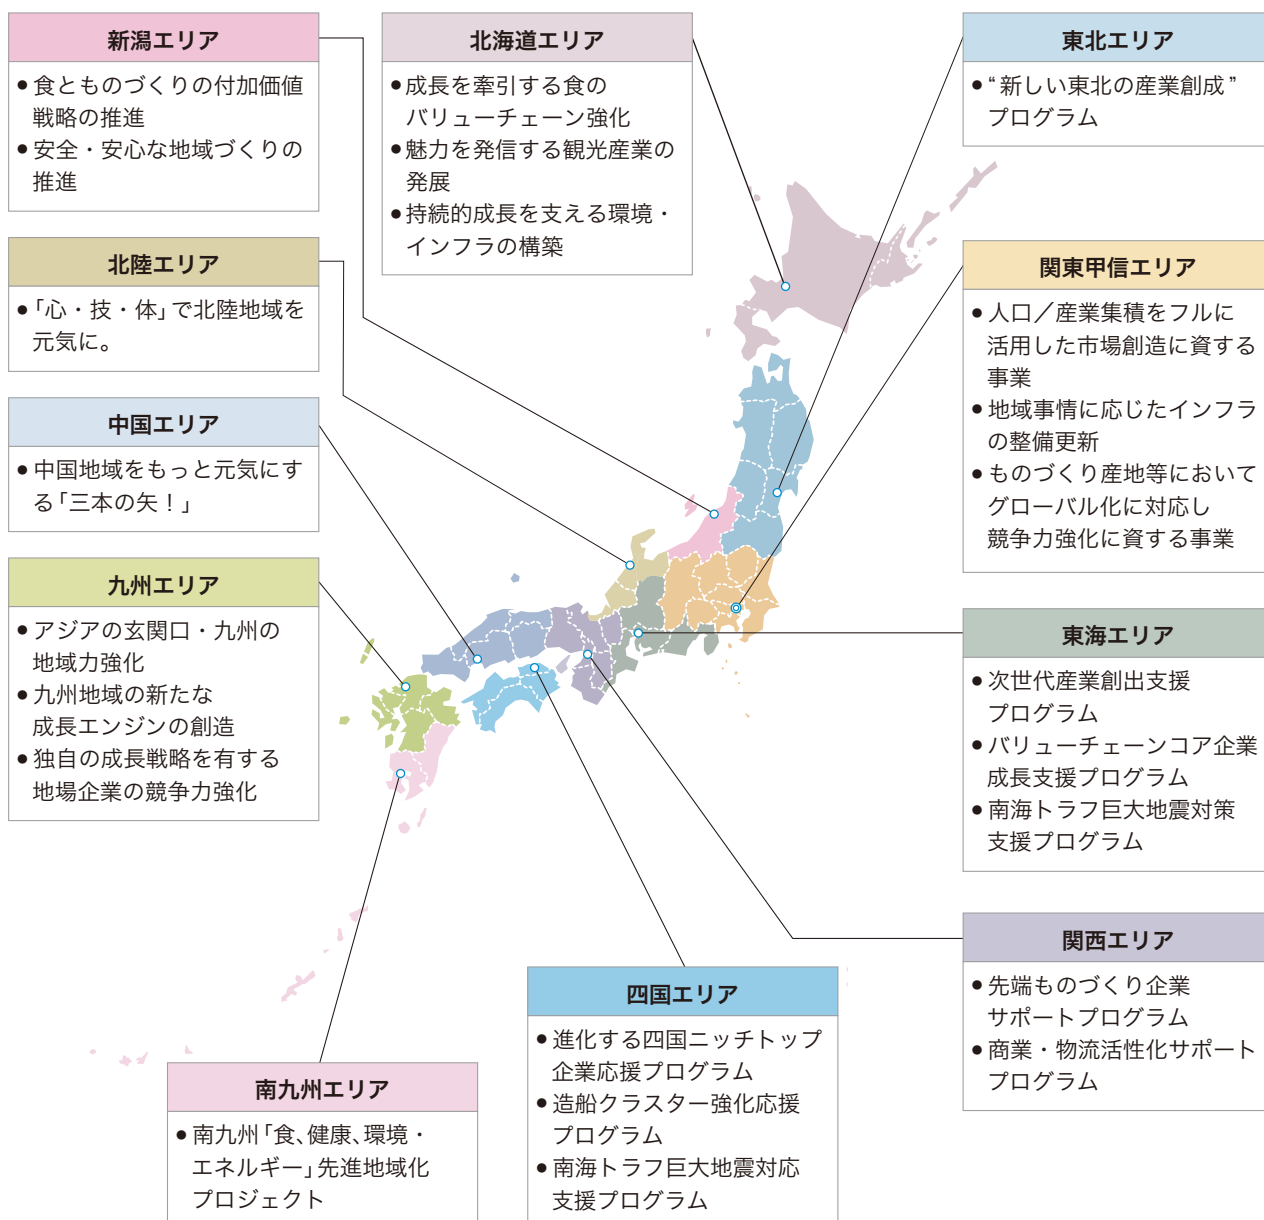 新潟エリア
● 食とものづくりの付加価値
戦略の推進
● 安全・安心な地域づくりの
推進
北海道エリア
● 成長を牽引する食の
バリューチェーン強化
● 魅力を発信する観光産業の
発展
● 持続的成長を支える環境・
インフラの構築
東北エリア
● “新しい東北の産業創成”
プログラム
北陸エリア
● 「心・技・体」で北陸地域を
元気に。
関東甲信エリア
● 人口／産業集積をフルに
活用した市場創造に資する
事業
● 地域事情に応じたインフラ
の整備更新
● ものづくり産地等において
グローバル化に対応し
競争力強化に資する事業
中国エリア
● 中国地域をもっと元気にす
る「三本の矢！」
九州エリア
● アジアの玄関口・九州の
地域力強化
● 九州地域の新たな
成長エンジンの創造
● 独自の成長戦略を有する
地場企業の競争力強化
東海エリア
● 次世代産業創出支援
プログラム
● バリューチェーンコア企業
成長支援プログラム
● 南海トラフ巨大地震対策
支援プログラム
関西エリア
● 先端ものづくり企業
サポートプログラム
● 商業・物流活性化サポート
プログラム
四国エリア
● 進化する四国ニッチトップ
企業応援プログラム
● 造船クラスター強化応援
プログラム
● 南海トラフ巨大地震対応
支援プログラム
南九州エリア
● 南九州「食、健康、環境・
エネルギー」先進地域化
プロジェクト